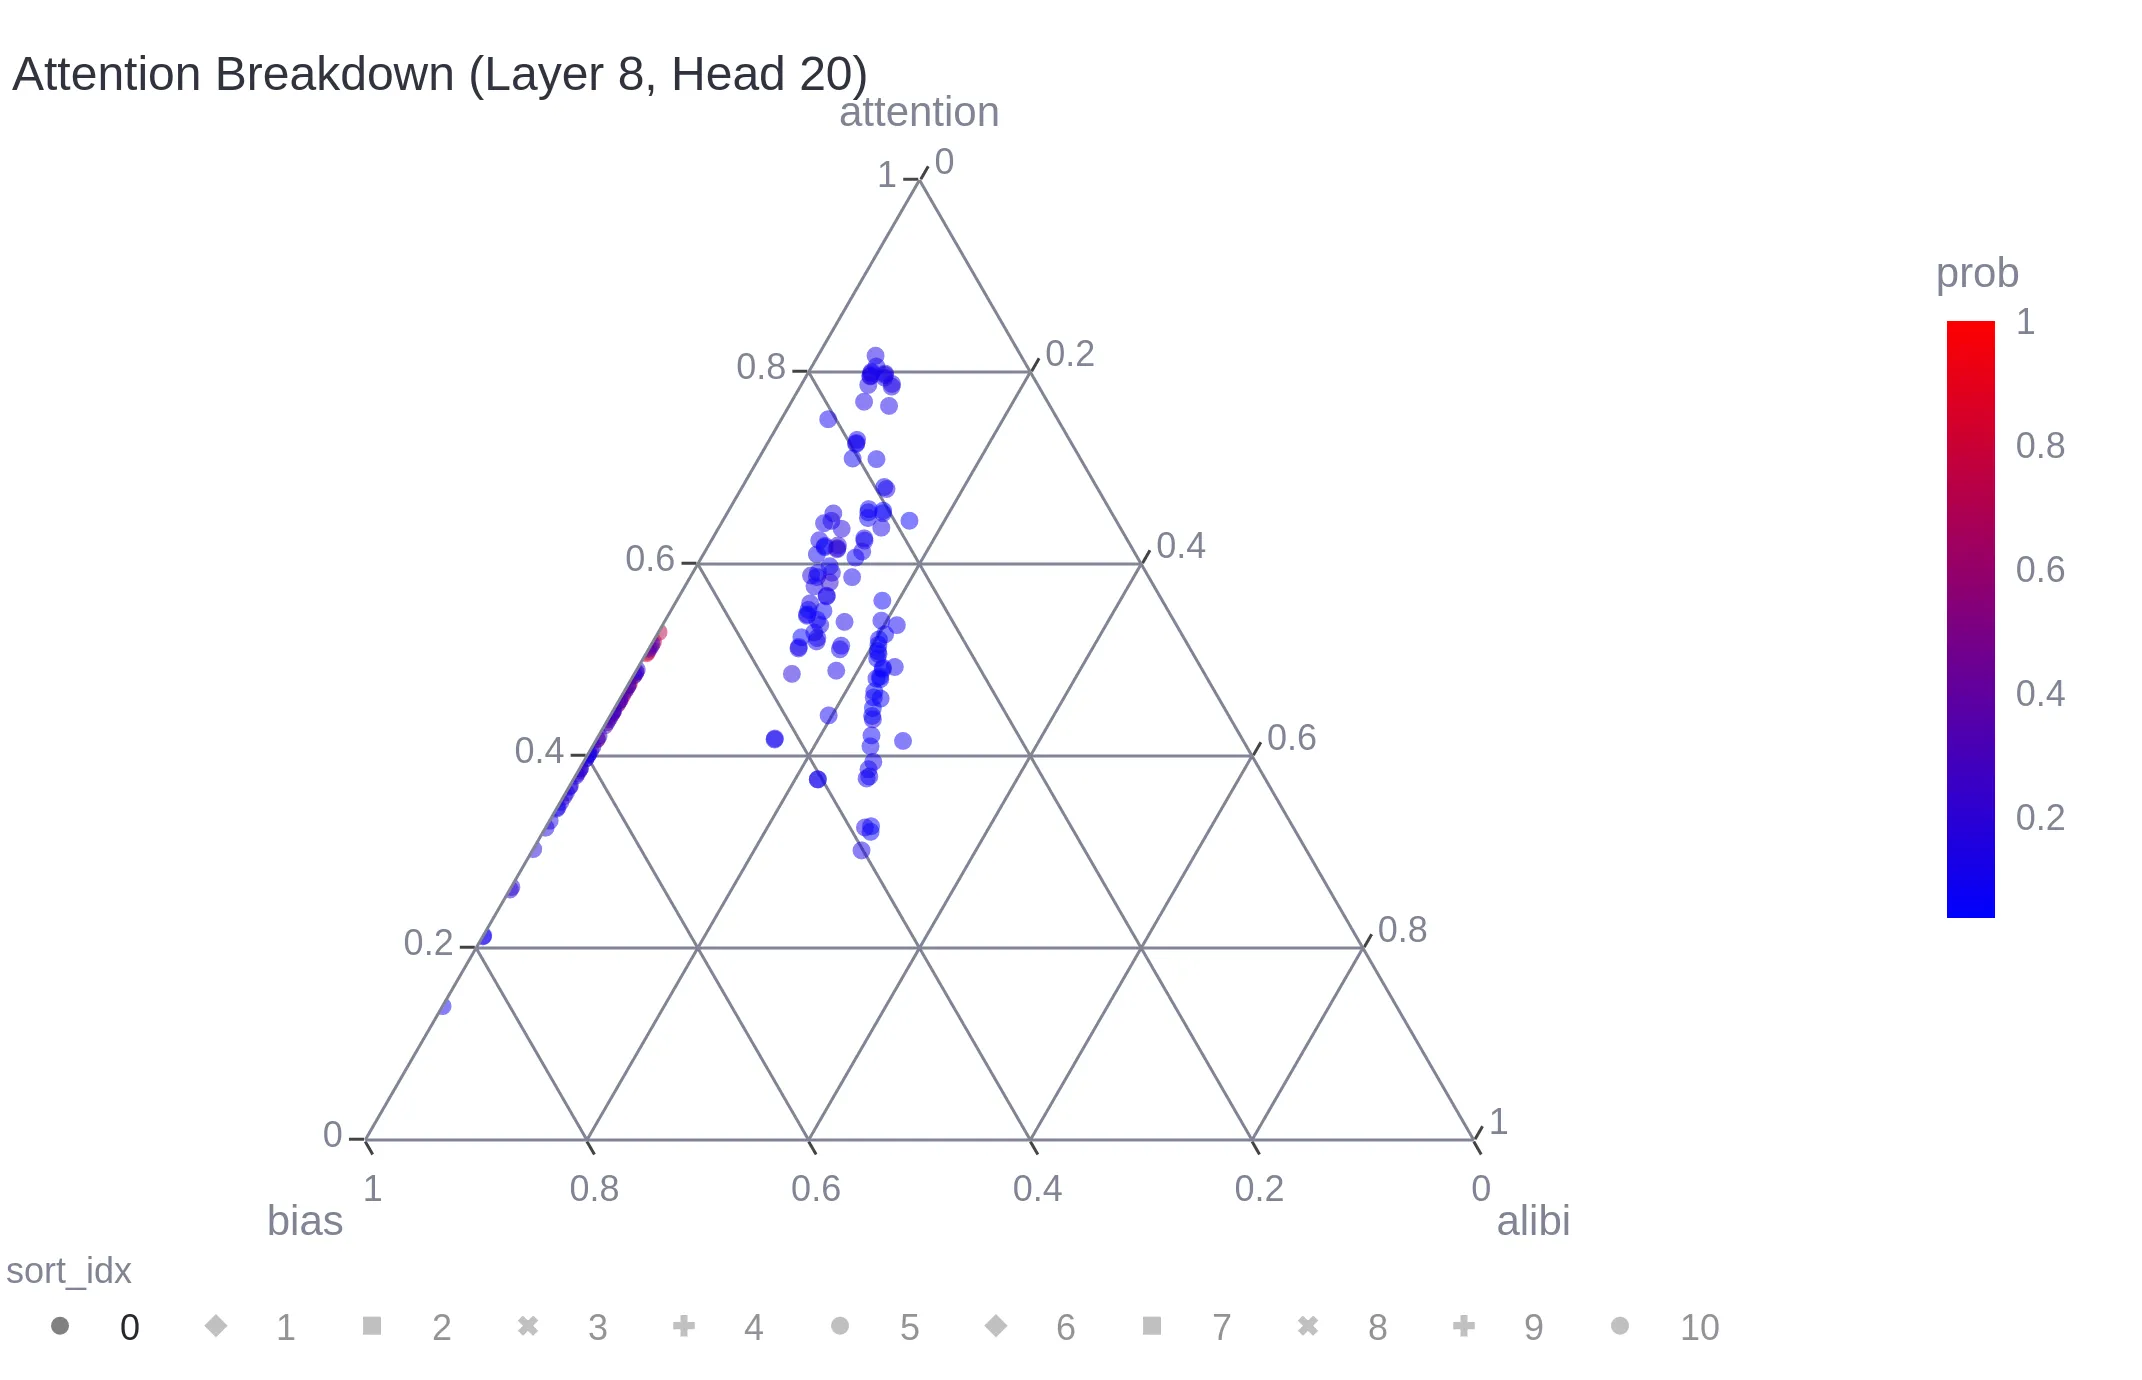 Attention Breakdown (Layer 8, Head 20)
attention
1 0
prob
1
0.8 0.2
0.8
0.6 0.4
0.6
0.4 0.6
0.4
0.2 0.8
0.2
0 1
1 0.8 0.6 0.4 0.2 0
bias alibi
sort_idx
0 1 2 3 4 5 6 7 8 9 10